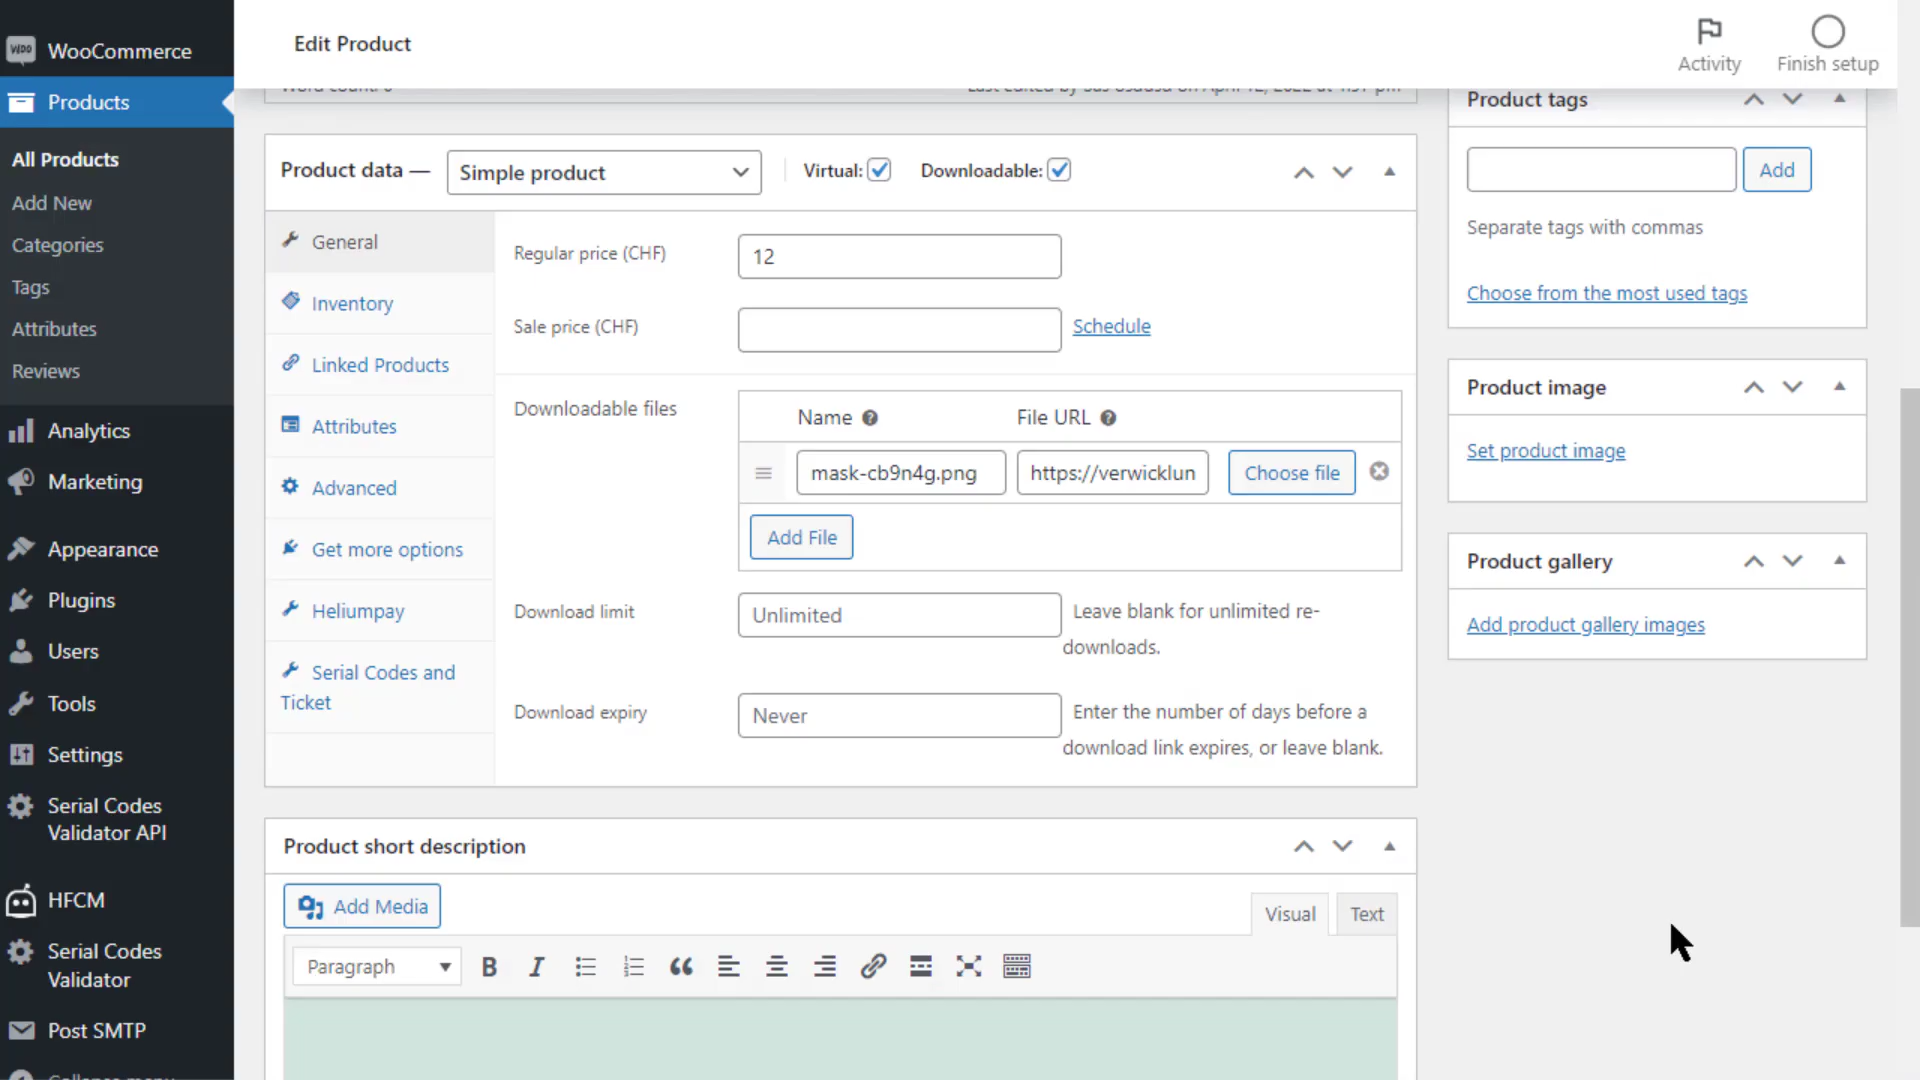 WooCommerce
Products
All Products
Add New
Categories
Tags
Attributes
Reviews
Analytics
Marketing
Appearance
Plugins
Users
Tools
Settings
Serial Codes
Validator API
HFCM
Serial Codes
Validator
Post SMTP
Collapse menu
Edit Product
Activity
Finish setup
Product data —
Simple product
Virtual:
Downloadable:
General
Inventory
Linked Products
Attributes
Advanced
Get more options
Heliumpay
Serial Codes and
Ticket
Regular price (CHF)
12
Sale price (CHF)
Schedule
Downloadable files
Name
File URL
mask-cb9n4g.png
https://verwicklun
Choose file
Add File
Download limit
Unlimited
Leave blank for unlimited re-
downloads.
Download expiry
Never
Enter the number of days before a
download link expires, or leave blank.
Product short description
Add Media
Visual
Text
Paragraph
B
I
Product tags
Add
Separate tags with commas
Choose from the most used tags
Product image
Set product image
Product gallery
Add product gallery images